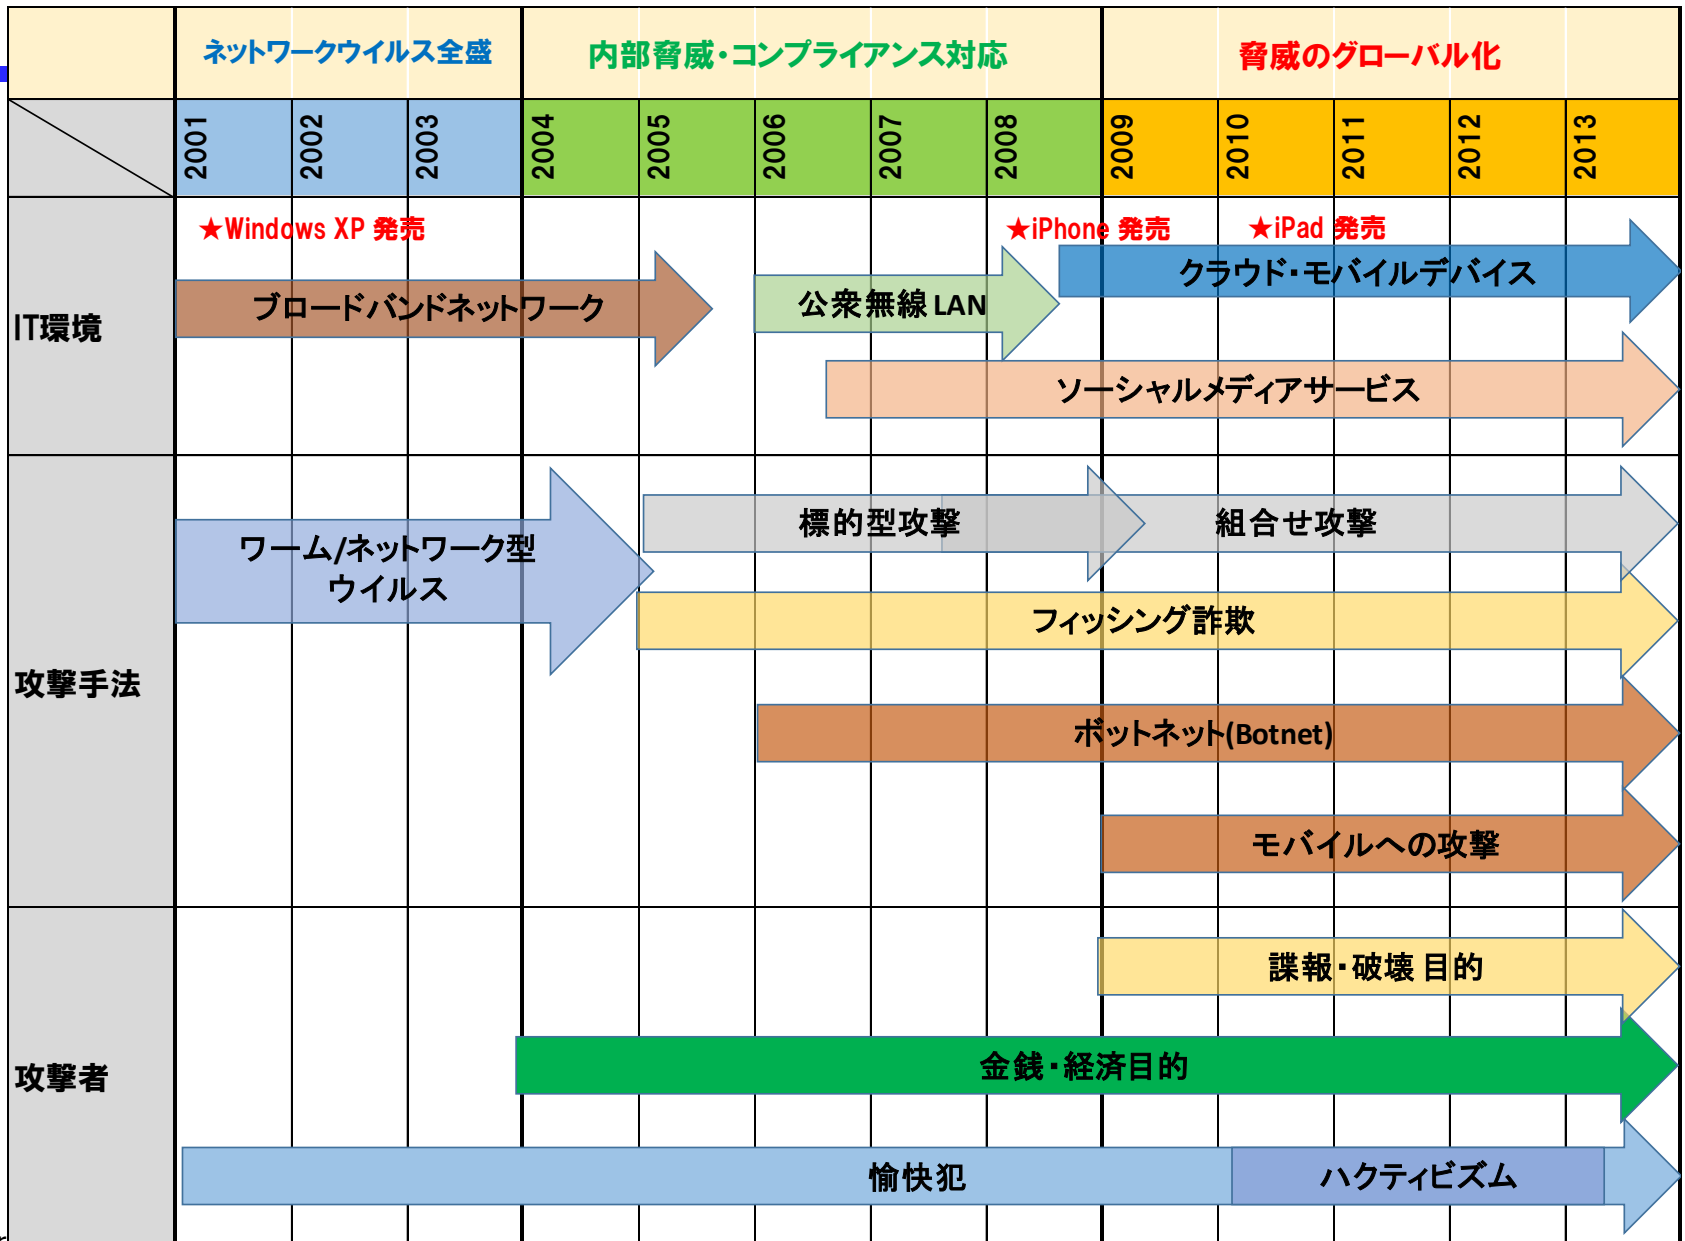 ネットワークウイルス全盛
内部脅威・コンプライアンス対応
脅威のグローバル化
2001
2002
2003
2004
2005
2006
2007
2008
2009
2010
2011
2012
2013
IT環境
★Windows XP 発売
★iPhone 発売
★iPad 発売
ブロードバンドネットワーク
公衆無線 LAN
クラウド・モバイルデバイス
ソーシャルメディアサービス
攻撃手法
ワーム/ネットワーク型
ウイルス
標的型攻撃
組合せ攻撃
フィッシング詐欺
ボットネット(Botnet)
モバイルへの攻撃
攻撃者
諜報・破壊 目的
金銭・経済目的
愉快犯
ハクティビズム